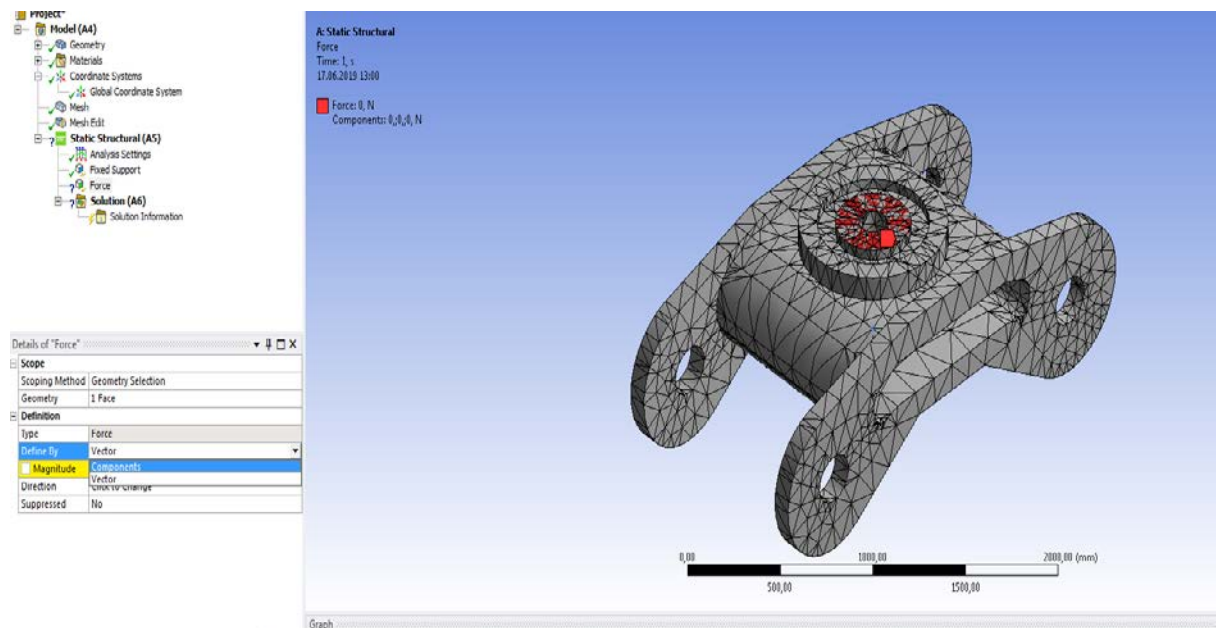 Project*
Model (A4)
Geometry
Materials
Coordinate Systems
Global Coordinate System
Mesh
Mesh Edit
Static Structural (A5)
Analysis Settings
Fixed Support
Force
Solution (A6)
Solution Information
Details of "Force"
Scope
Scoping Method Geometry Selection
Geometry 1 Face
Definition
Type Force
Define By Vector
Components
Magnitude
Vector
Direction Click to Change
Suppressed No
A: Static Structural
Force
Time: 1, s
17.06.2019 13:00
Force: 0, N
Components: 0,;0,;0, N
0,00 1000,00 2000,00 (mm)
500,00 1500,00
Graph